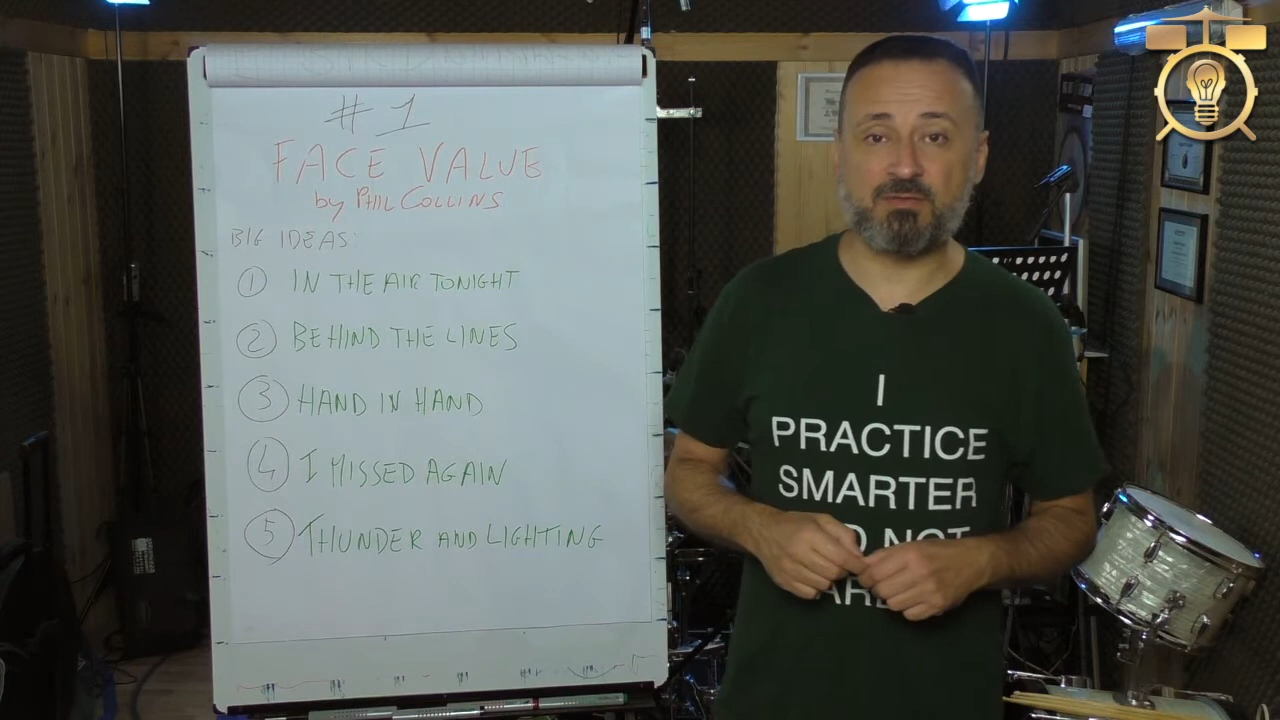 #1
FACE VALUE
by PHIL COLLINS
BIG IDEAS:
1 IN THE AIR TONIGHT
2 BEHIND THE LINES
3 HAND IN HAND
4 I MISSED AGAIN
5 THUNDER AND LIGHTING
I
PRACTICE
SMARTER
NOT